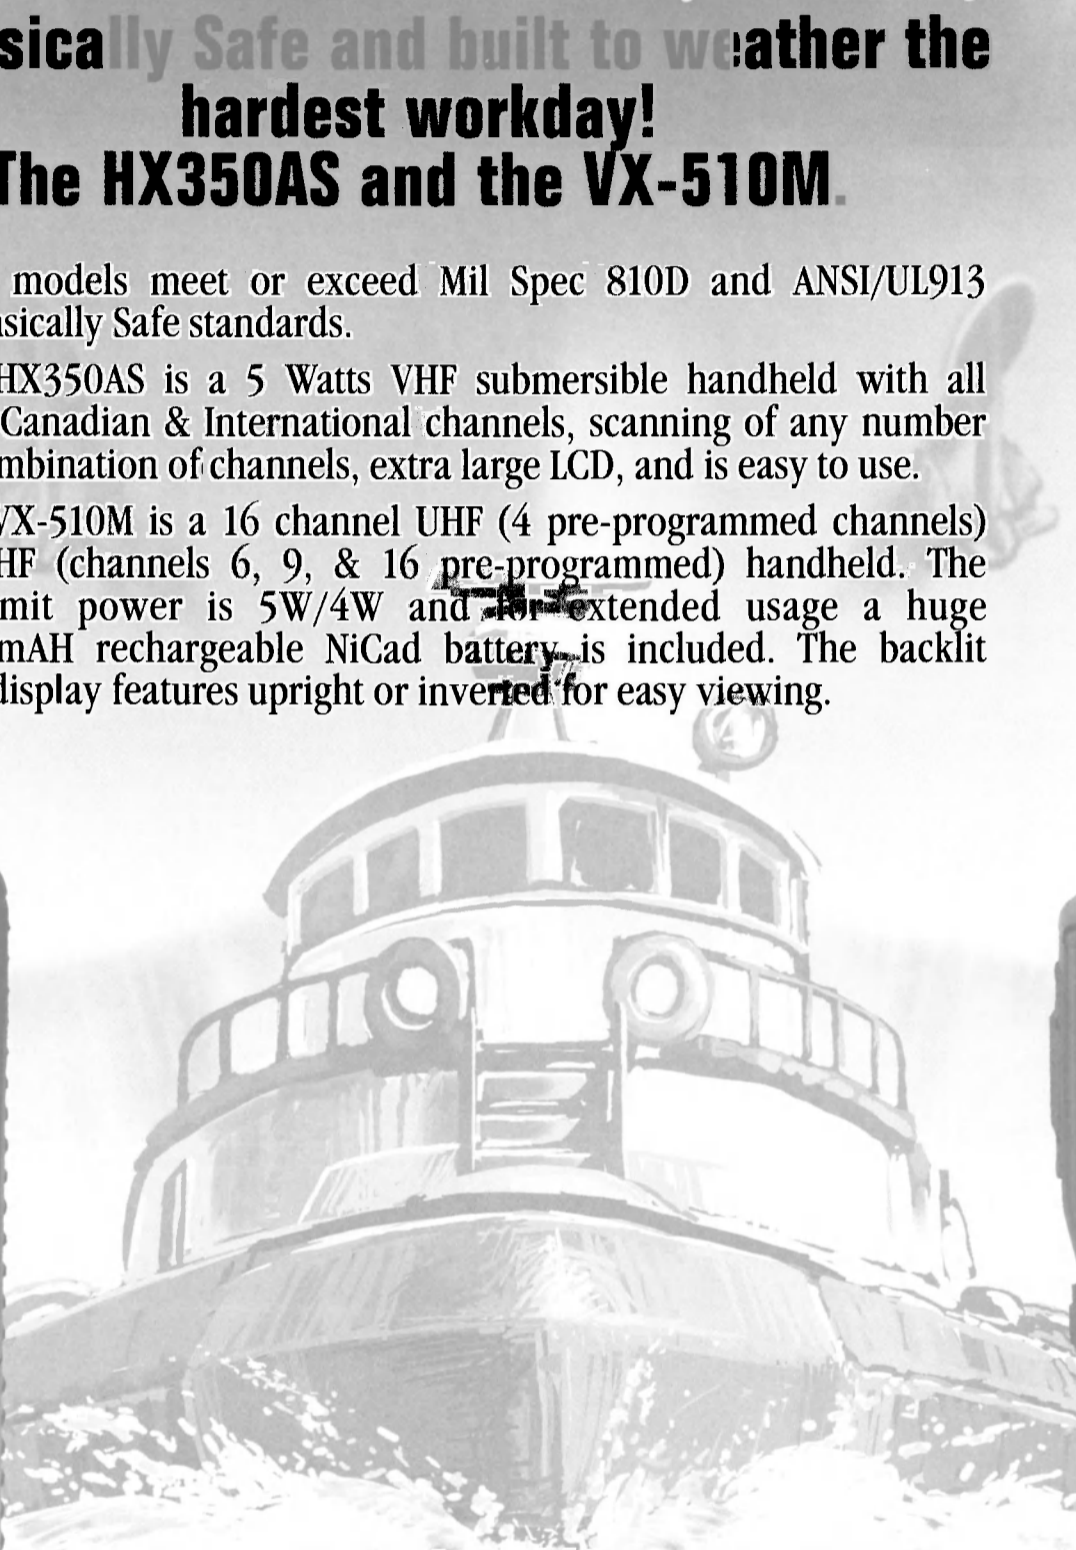 sically Safe and built to weather the
hardest workday!
The HX350AS and the VX-510M.
models meet or exceed Mil Spec 810D and ANSI/UL913
sically Safe standards.
HX350AS is a 5 Watts VHF submersible handheld with all
Canadian & International channels, scanning of any number
mbination of channels, extra large LCD, and is easy to use.
VX-510M is a 16 channel UHF (4 pre-programmed channels)
HF (channels 6, 9, & 16 pre-programmed) handheld. The
mit power is 5W/4W and for extended usage a huge
mAH rechargeable NiCad battery is included. The backlit
display features upright or inverted for easy viewing.